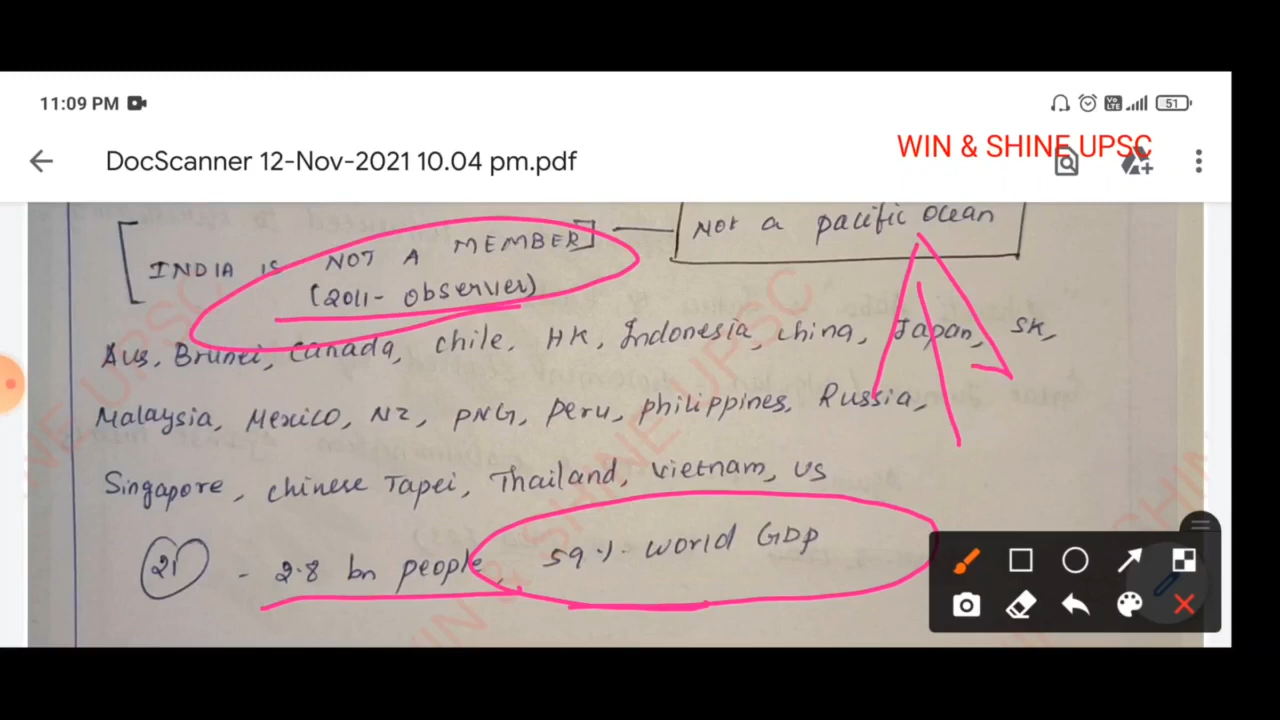 11:09 PM
51
DocScanner 12-Nov-2021 10.04 pm.pdf
WIN & SHINE UPSC
Not a pacific ocean
INDIA is NOT A MEMBER
(2011- observer)
Aus, Brunei, Canada, chile, HK, Indonesia, china, Japan, SK,
Malaysia, Mexico, NZ, PNG, peru, philippines, Russia,
Singapore, chinese Tapei, Thailand, vietnam, US
21 - 2.8 bn people, 59%. world GDP